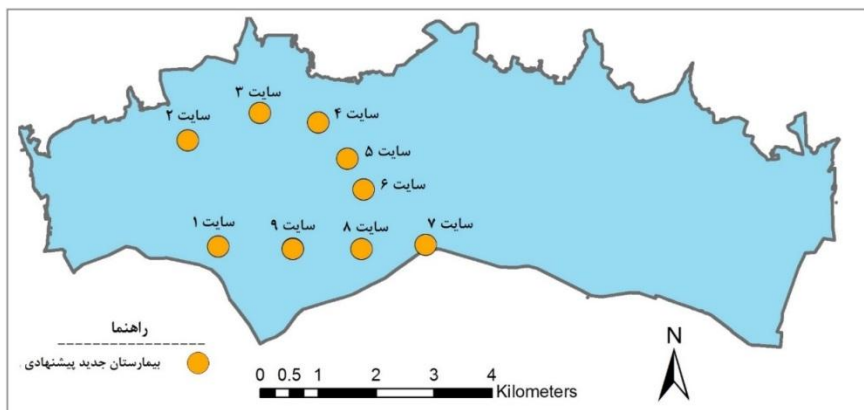 سایت ۳
سایت ۲
سایت ۴
سایت ۵
سایت ۶
سایت ۱
سایت ۹
سایت ۸
سایت ۷
راهنما
بیمارستان جدید پیشنهادی
N
0 0.5 1 2 3 4
Kilometers